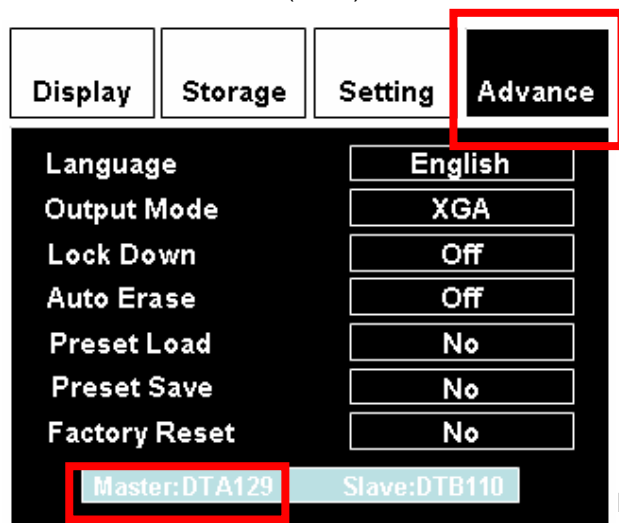 Display Storage Setting Advance
Language English
Output Mode XGA
Lock Down Off
Auto Erase Off
Preset Load No
Preset Save No
Factory Reset No
Master:DTA129 Slave:DTB110